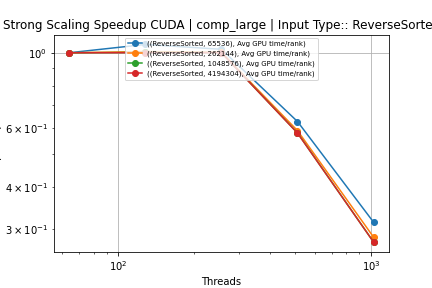 Strong Scaling Speedup CUDA | comp_large | Input Type:: ReverseSorte
((ReverseSorted, 65536), Avg GPU time/rank)
((ReverseSorted, 262144), Avg GPU time/rank)
((ReverseSorted, 1048576), Avg GPU time/rank)
((ReverseSorted, 4194304), Avg GPU time/rank)
10⁰
6 × 10⁻¹
4 × 10⁻¹
3 × 10⁻¹
10² 10³
Threads